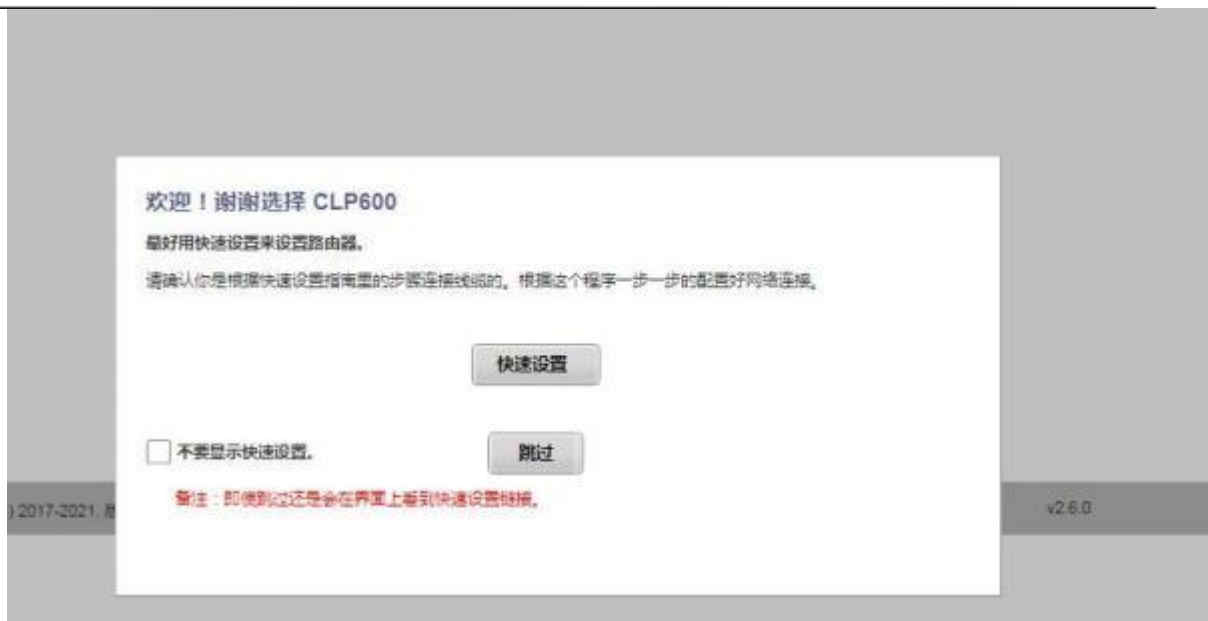 欢迎！谢谢选择 CLP600
最好用快速设置来设置路由器。
请确认你是根据快速设置指南里的步骤连接线缆的。根据这个程序一步一步的配置好网络连接。
快速设置
不要显示快速设置。
跳过
备注：即使跳过还是会在界面上看到快速设置链接。
) 2017-2021.
v2.6.0